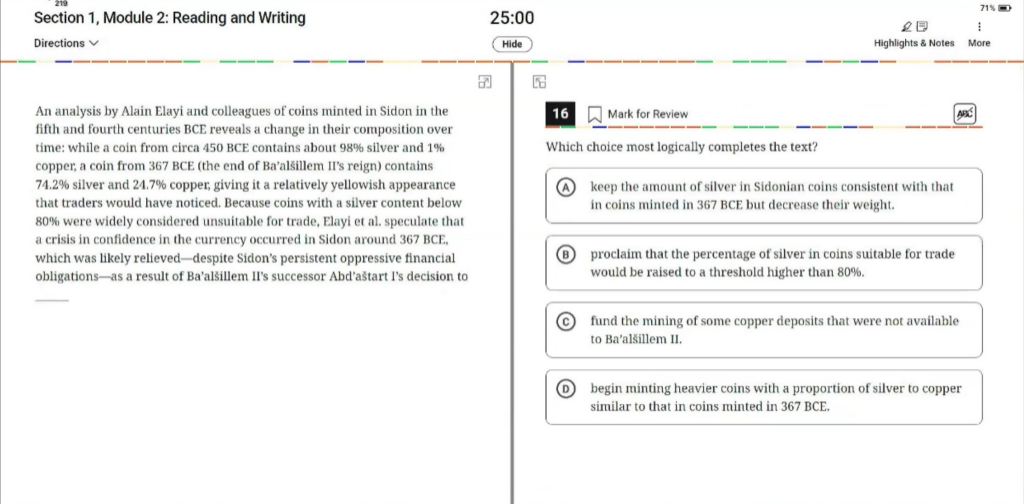 219
71%
Section 1, Module 2: Reading and Writing
25:00
Directions
Hide
Highlights & Notes
More
An analysis by Alain Elayi and colleagues of coins minted in Sidon in the
fifth and fourth centuries BCE reveals a change in their composition over
time: while a coin from circa 450 BCE contains about 98% silver and 1%
copper, a coin from 367 BCE (the end of Ba'alšillem II's reign) contains
74.2% silver and 24.7% copper, giving it a relatively yellowish appearance
that traders would have noticed. Because coins with a silver content below
80% were widely considered unsuitable for trade, Elayi et al. speculate that
a crisis in confidence in the currency occurred in Sidon around 367 BCE,
which was likely relieved—despite Sidon's persistent oppressive financial
obligations—as a result of Ba'alšillem II's successor Abd'aštart I's decision to
______
16
Mark for Review
ABC
Which choice most logically completes the text?
A
keep the amount of silver in Sidonian coins consistent with that
in coins minted in 367 BCE but decrease their weight.
B
proclaim that the percentage of silver in coins suitable for trade
would be raised to a threshold higher than 80%.
C
fund the mining of some copper deposits that were not available
to Ba'alšillem II.
D
begin minting heavier coins with a proportion of silver to copper
similar to that in coins minted in 367 BCE.